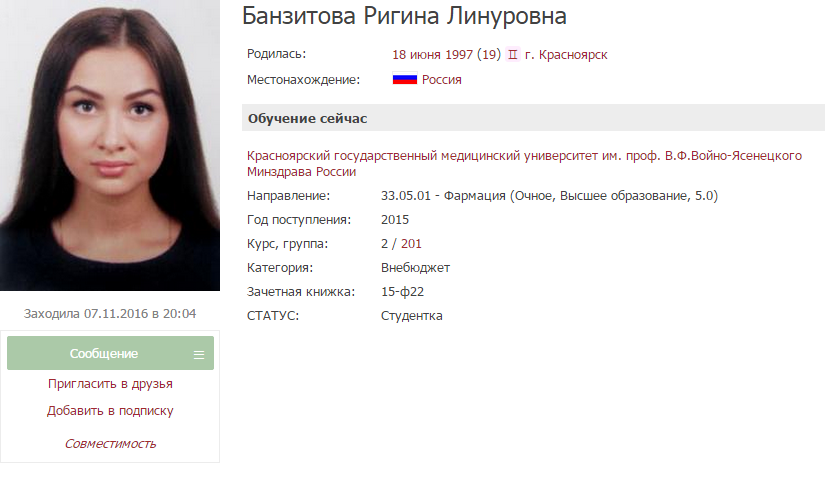 Банзитова Ригина Линуровна
Родилась: 18 июня 1997 (19) ♊ г. Красноярск
Местонахождение: Россия
Обучение сейчас
Красноярский государственный медицинский университет им. проф. В.Ф.Войно-Ясенецкого
Минздрава России
Направление: 33.05.01 - Фармация (Очное, Высшее образование, 5.0)
Год поступления: 2015
Курс, группа: 2 / 201
Категория: Внебюджет
Зачетная книжка: 15-ф22
СТАТУС: Студентка
Заходила 07.11.2016 в 20:04
Сообщение
Пригласить в друзья
Добавить в подписку
Совместимость